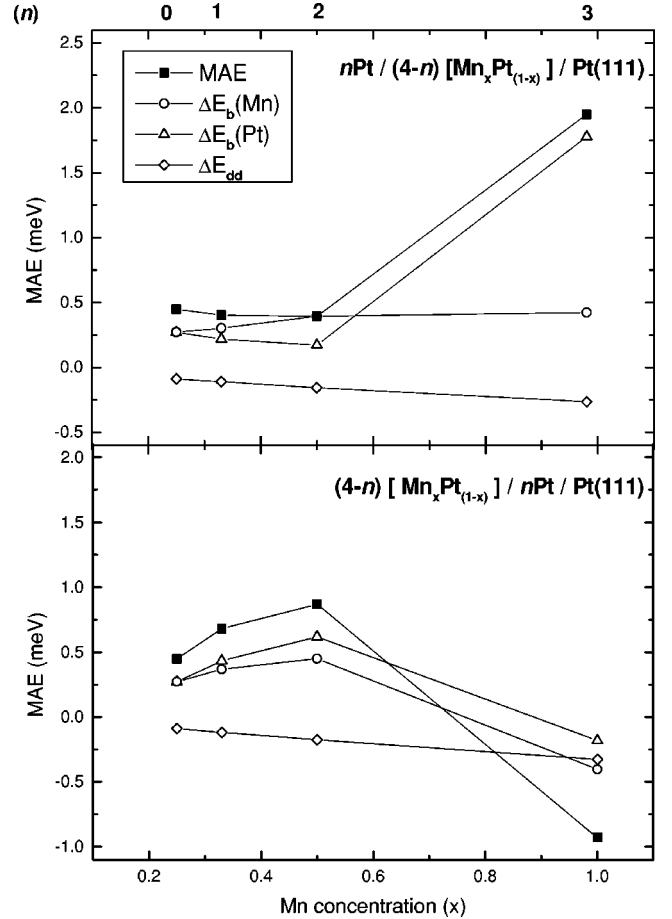 (n) 0 1 2 3
nPt / (4-n) [MnxPt(1-x)] / Pt(111)
MAE
ΔEb(Mn)
ΔEb(Pt)
ΔEdd
2.5
2.0
1.5
1.0
0.5
0.0
-0.5
MAE (meV)
(4-n) [ MnxPt(1-x) ] / nPt / Pt(111)
2.0
1.5
1.0
0.5
0.0
-0.5
-1.0
MAE (meV)
0.2 0.4 0.6 0.8 1.0
Mn concentration (x)